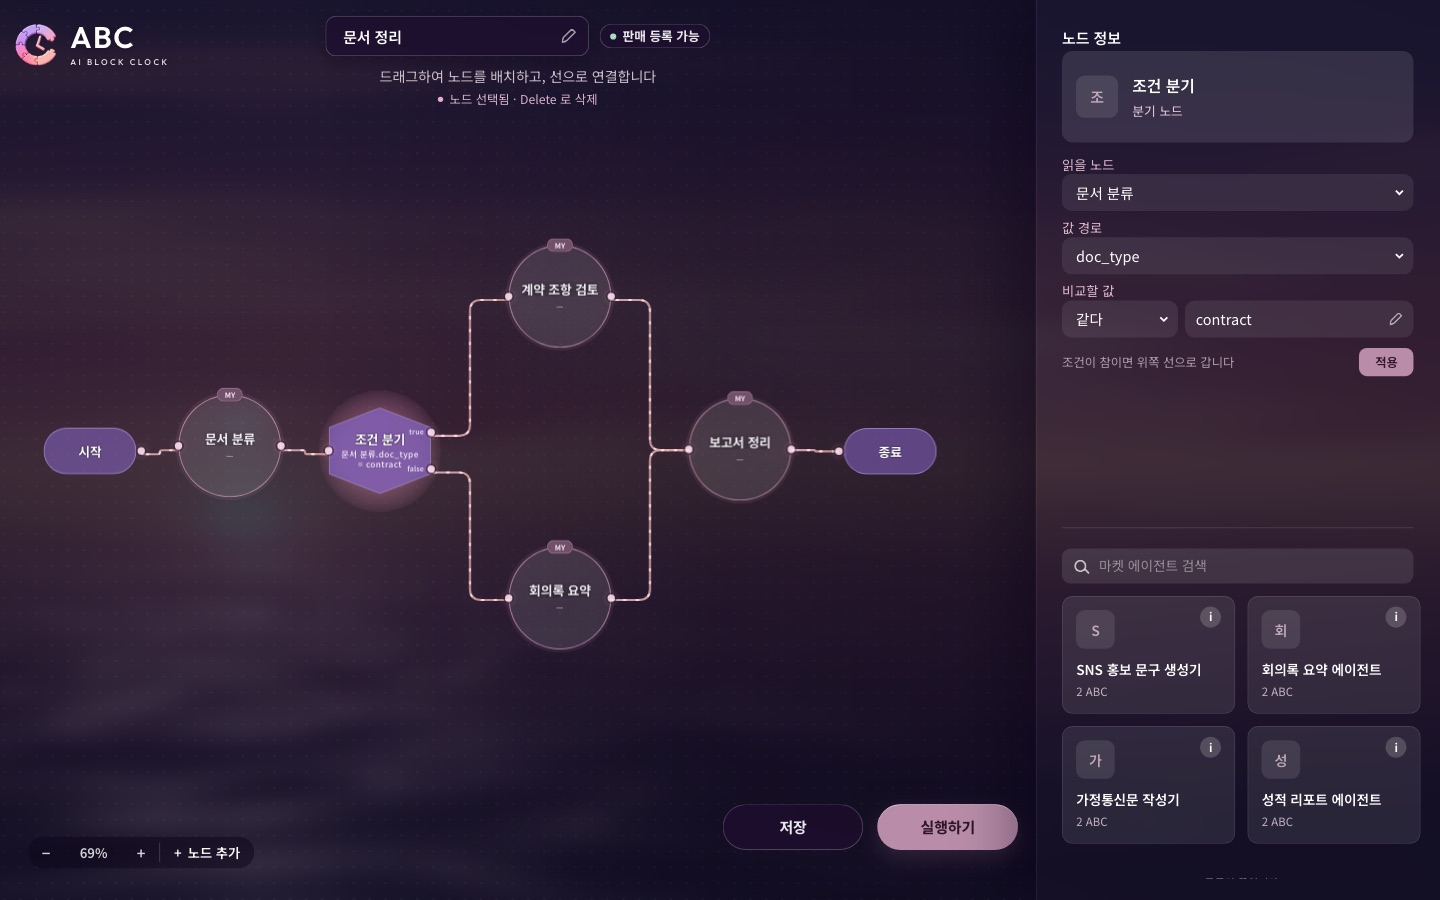 ABC
AI BLOCK CLOCK
문서 정리
판매 등록 가능
드래그하여 노드를 배치하고, 선으로 연결합니다
노드 선택됨 · Delete 로 삭제
MY
계약 조항 검토
—
MY
문서 분류
—
시작
조건 분기
문서 분류.doc_type
= contract
true
false
MY
보고서 정리
—
종료
MY
회의록 요약
—
저장
실행하기
− 69% +
+ 노드 추가
노드 정보
조
조건 분기
분기 노드
읽을 노드
문서 분류
값 경로
doc_type
비교할 값
같다
contract
조건이 참이면 위쪽 선으로 갑니다
적용
마켓 에이전트 검색
S
i
SNS 홍보 문구 생성기
2 ABC
회
i
회의록 요약 에이전트
2 ABC
가
i
가정통신문 작성기
2 ABC
성
i
성적 리포트 에이전트
2 ABC